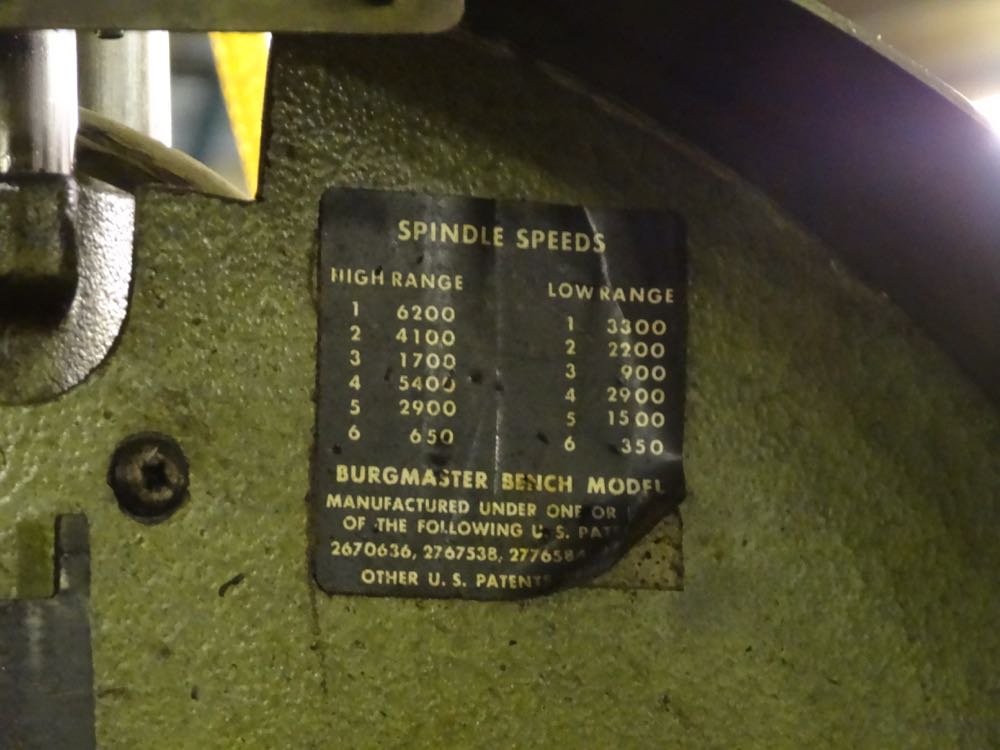 SPINDLE SPEEDS
HIGH RANGE LOW RANGE
1 6200 1 3300
2 4100 2 2200
3 1700 3 900
4 5400 4 2900
5 2900 5 1500
6 650 6 350
BURGMASTER BENCH MODEL
MANUFACTURED UNDER ONE OR
OF THE FOLLOWING U. S.
2670636, 2767538,
OTHER U. S.